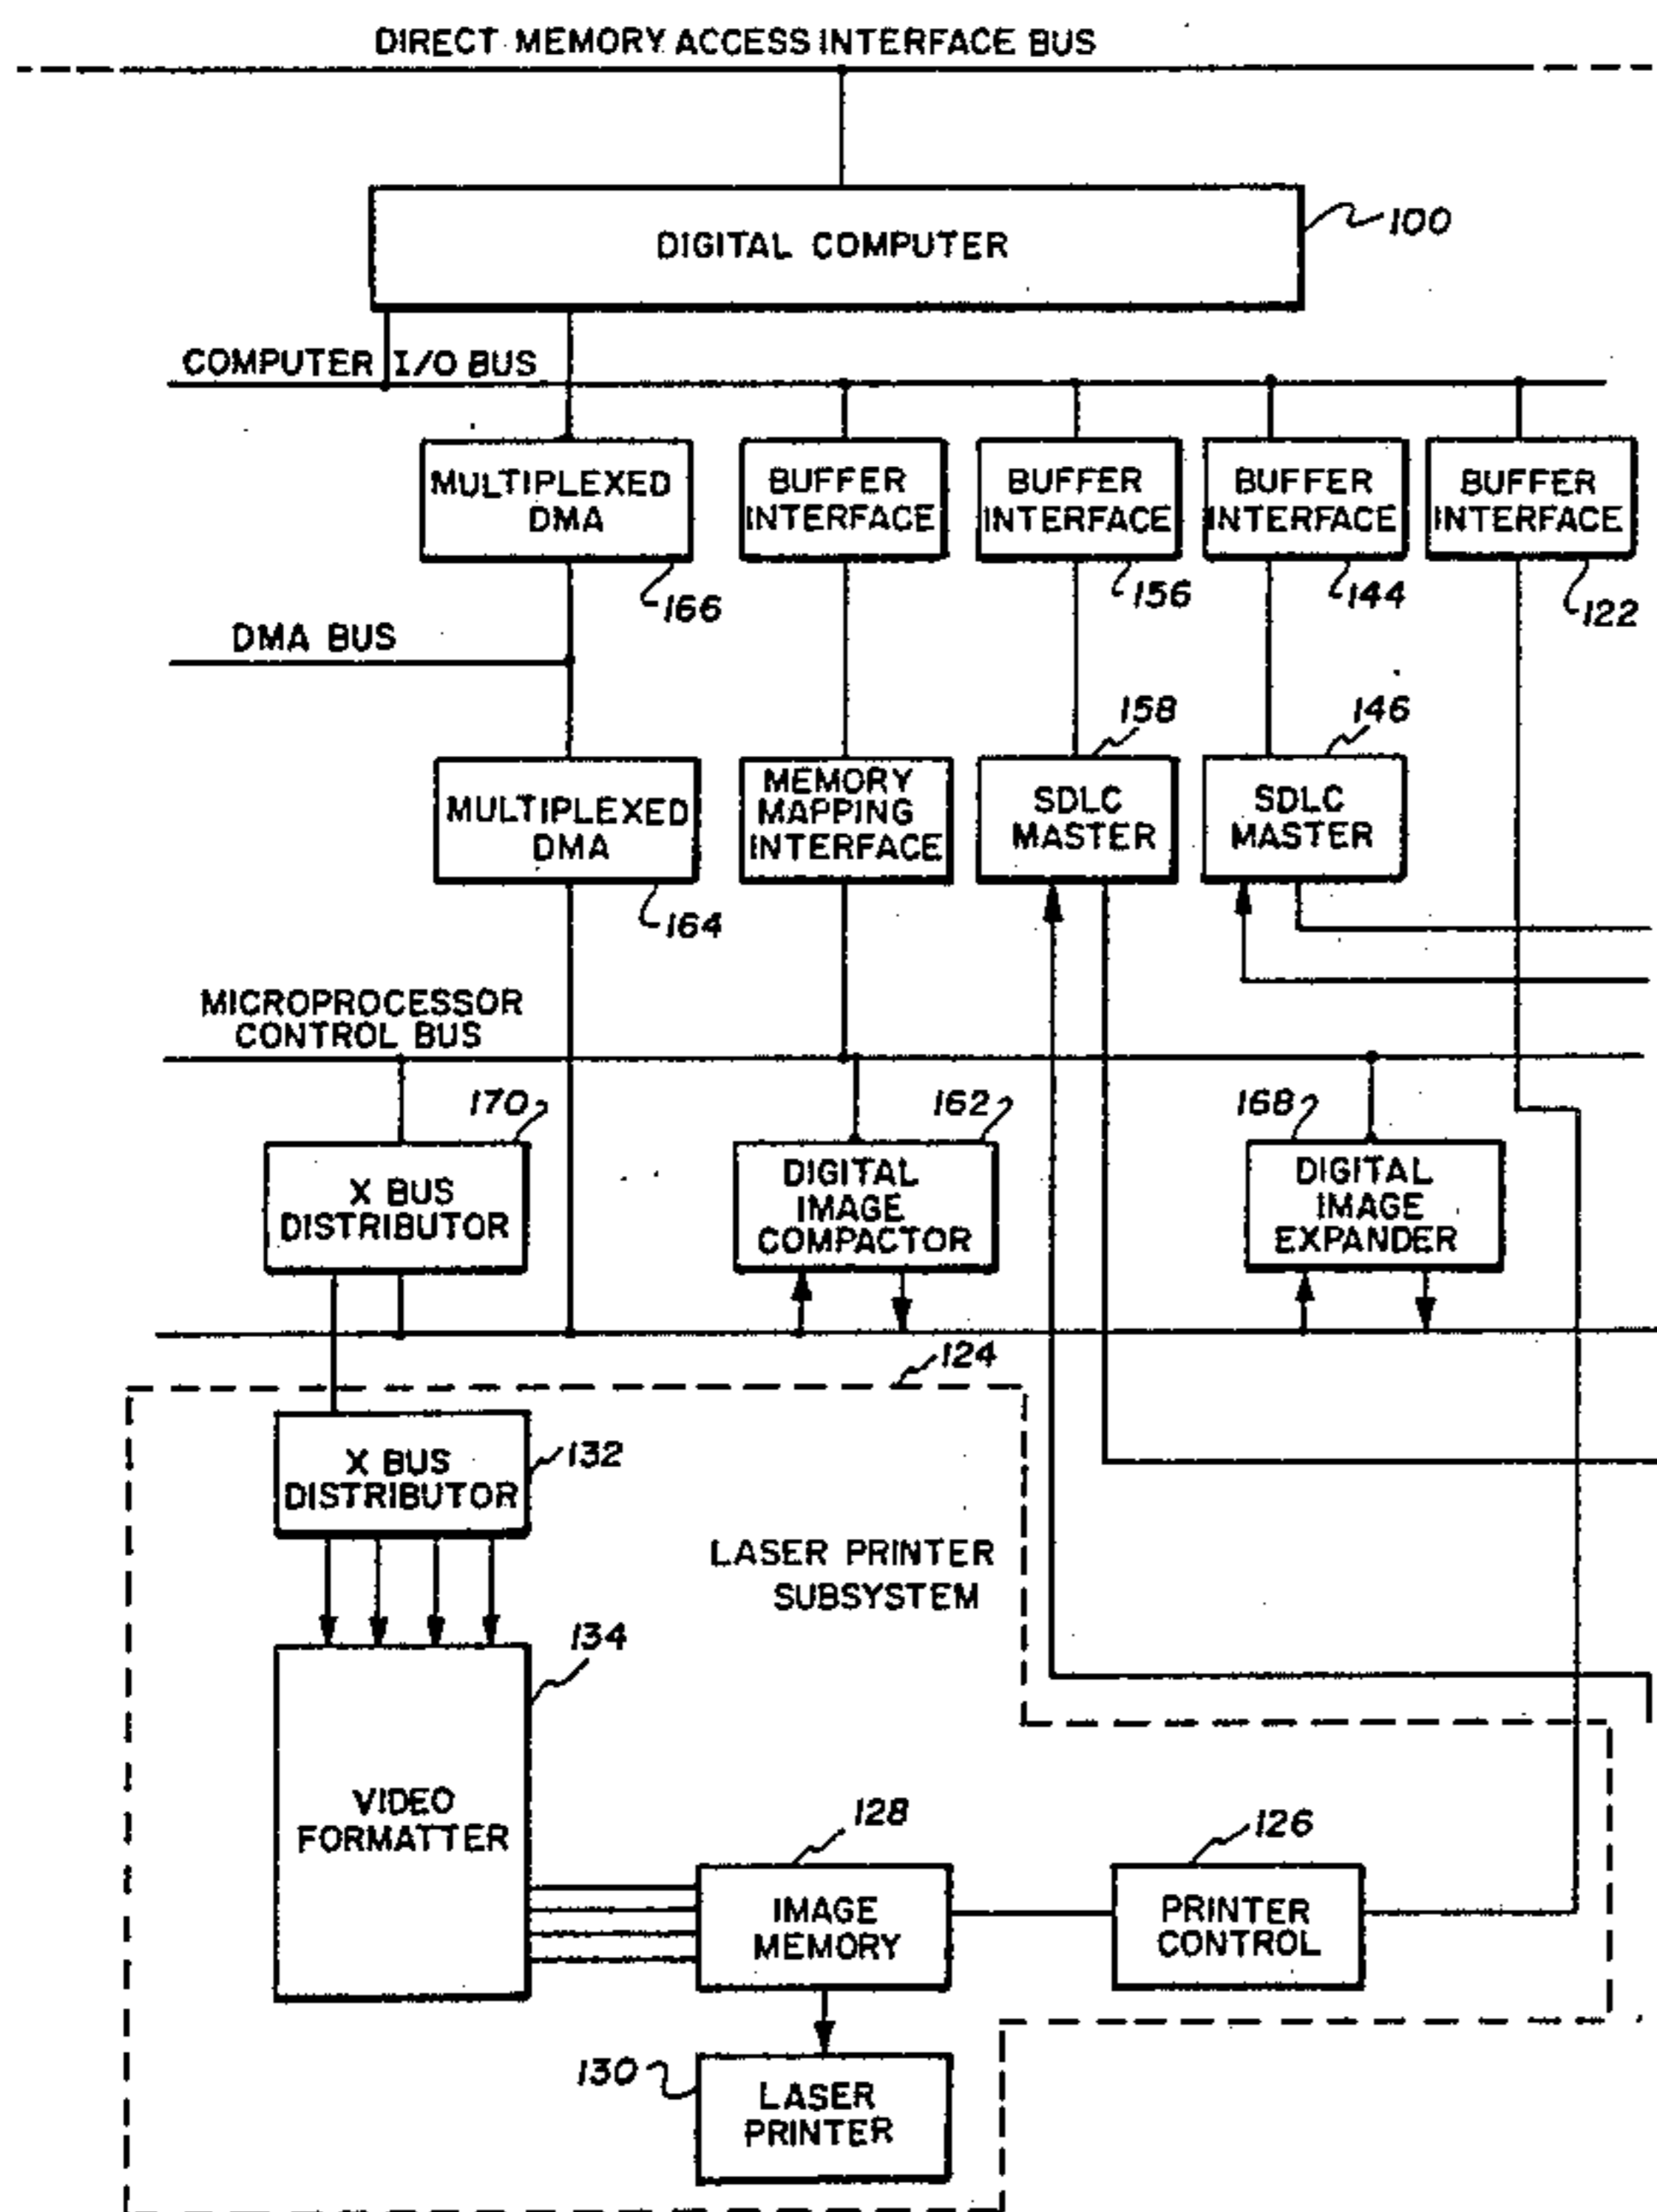 DIRECT MEMORY ACCESS INTERFACE BUS
DIGITAL COMPUTER
100
COMPUTER I/O BUS
MULTIPLEXED
DMA
166
BUFFER
INTERFACE
BUFFER
INTERFACE
156
BUFFER
INTERFACE
144
BUFFER
INTERFACE
122
DMA BUS
MULTIPLEXED
DMA
164
MEMORY
MAPPING
INTERFACE
158
SDLC
MASTER
146
SDLC
MASTER
MICROPROCESSOR
CONTROL BUS
170
X BUS
DISTRIBUTOR
162
DIGITAL
IMAGE
COMPACTOR
168
DIGITAL
IMAGE
EXPANDER
124
X BUS
DISTRIBUTOR
132
LASER PRINTER
SUBSYSTEM
134
VIDEO
FORMATTER
128
IMAGE
MEMORY
126
PRINTER
CONTROL
130
LASER
PRINTER